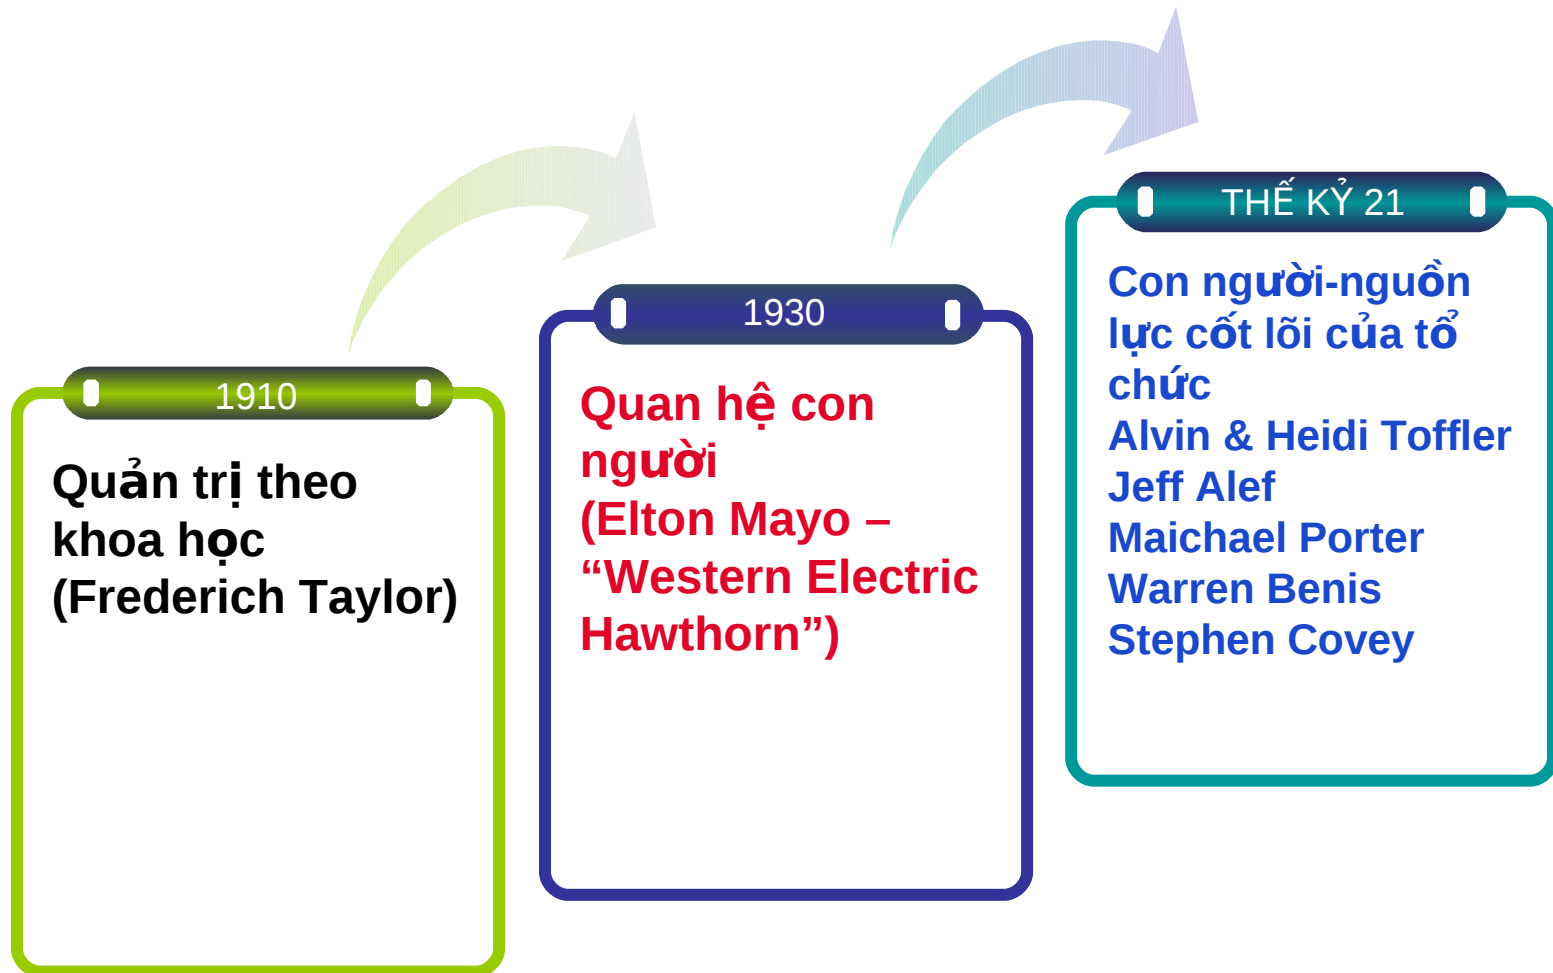 1910
Quản trị theo
khoa học
(Frederich Taylor)
1930
Quan hệ con
người
(Elton Mayo –
“Western Electric
Hawthorn”)
THẾ KỶ 21
Con người-nguồn
lực cốt lõi của tổ
chức
Alvin & Heidi Toffler
Jeff Alef
Maichael Porter
Warren Benis
Stephen Covey